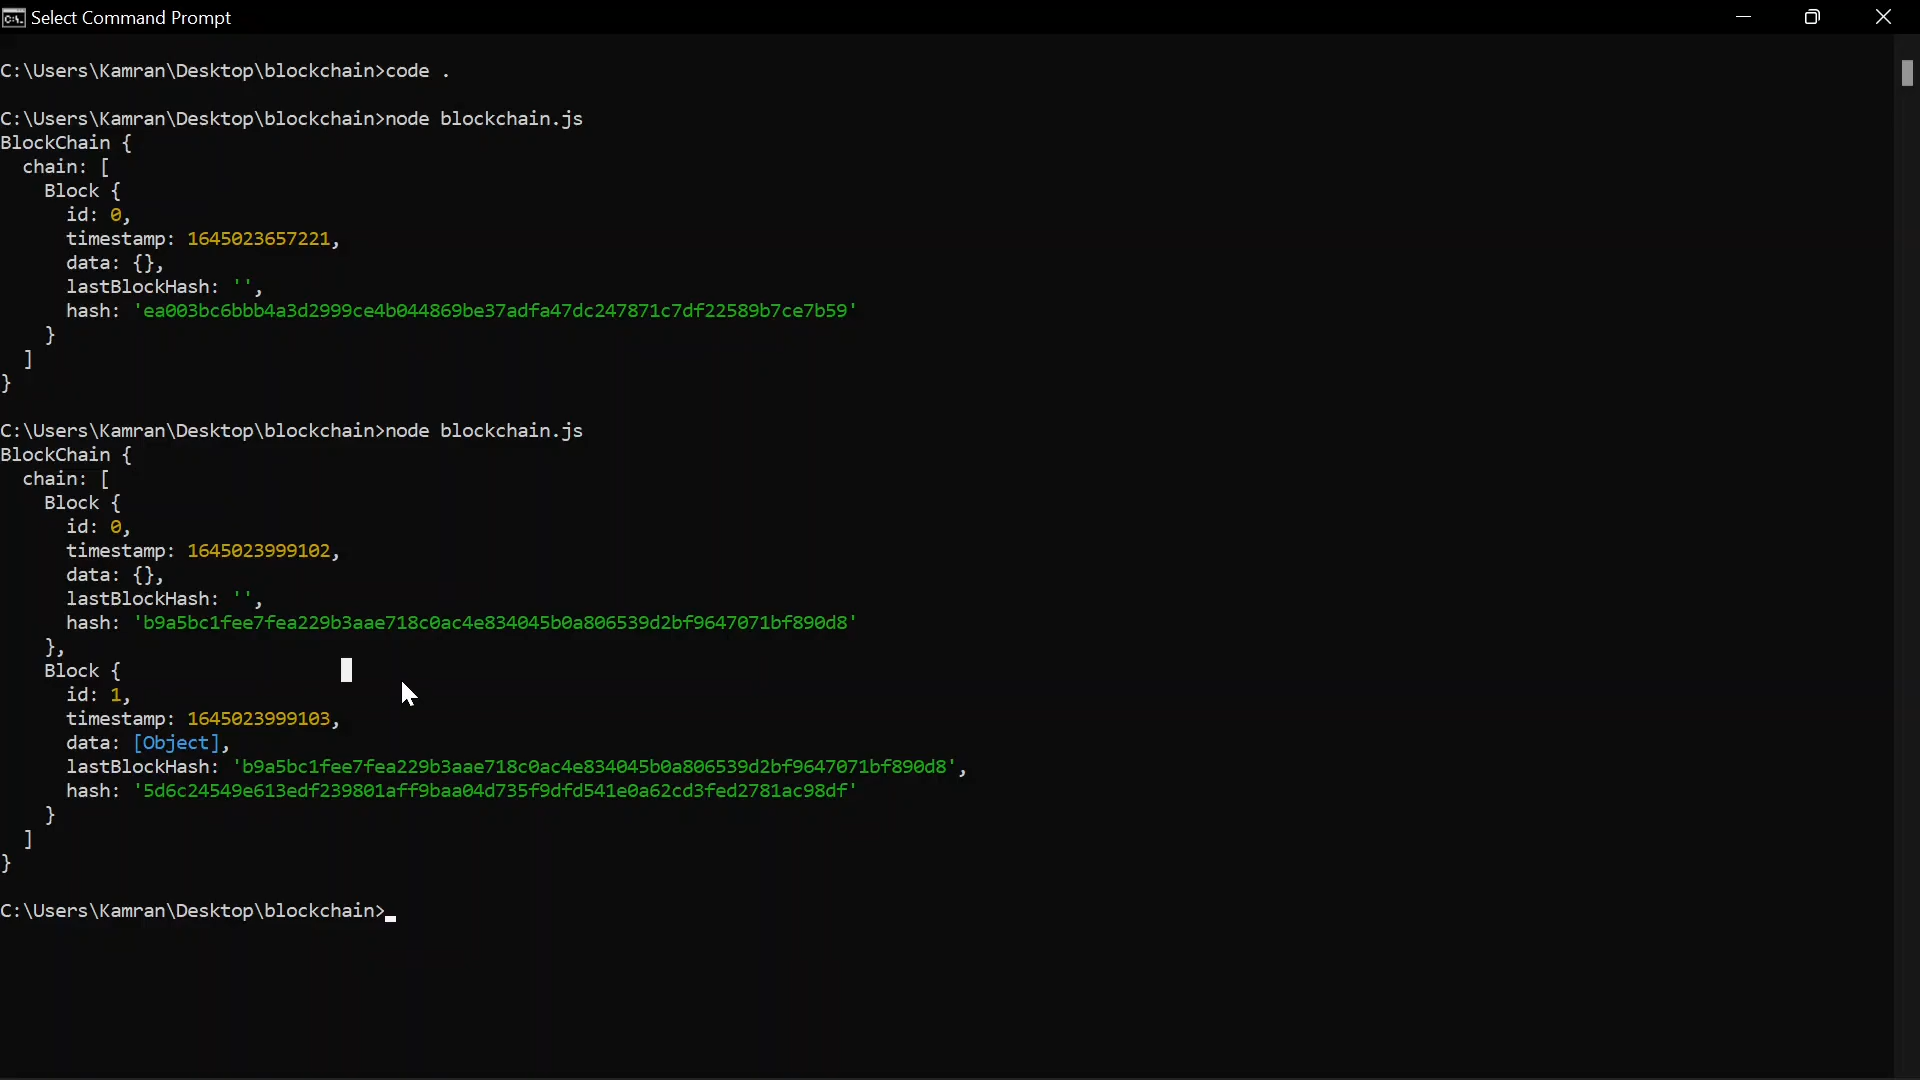 Select Command Prompt
C:\Users\Kamran\Desktop\blockchain>code .
C:\Users\Kamran\Desktop\blockchain>node blockchain.js
BlockChain {
  chain: [
    Block {
      id: 0,
      timestamp: 1645023657221,
      data: {},
      lastBlockHash: '',
      hash: 'ea003bc6bbb4a3d2999ce4b044869be37adfa47dc247871c7df22589b7ce7b59'
    }
  ]
}
C:\Users\Kamran\Desktop\blockchain>node blockchain.js
BlockChain {
  chain: [
    Block {
      id: 0,
      timestamp: 1645023999102,
      data: {},
      lastBlockHash: '',
      hash: 'b9a5bc1fee7fea229b3aae718c0ac4e834045b0a806539d2bf9647071bf890d8'
    },
    Block {
      id: 1,
      timestamp: 1645023999103,
      data: [Object],
      lastBlockHash: 'b9a5bc1fee7fea229b3aae718c0ac4e834045b0a806539d2bf9647071bf890d8',
      hash: '5d6c24549e613edf239801aff9baa04d735f9dfd541e0a62cd3fed2781ac98df'
    }
  ]
}
C:\Users\Kamran\Desktop\blockchain>